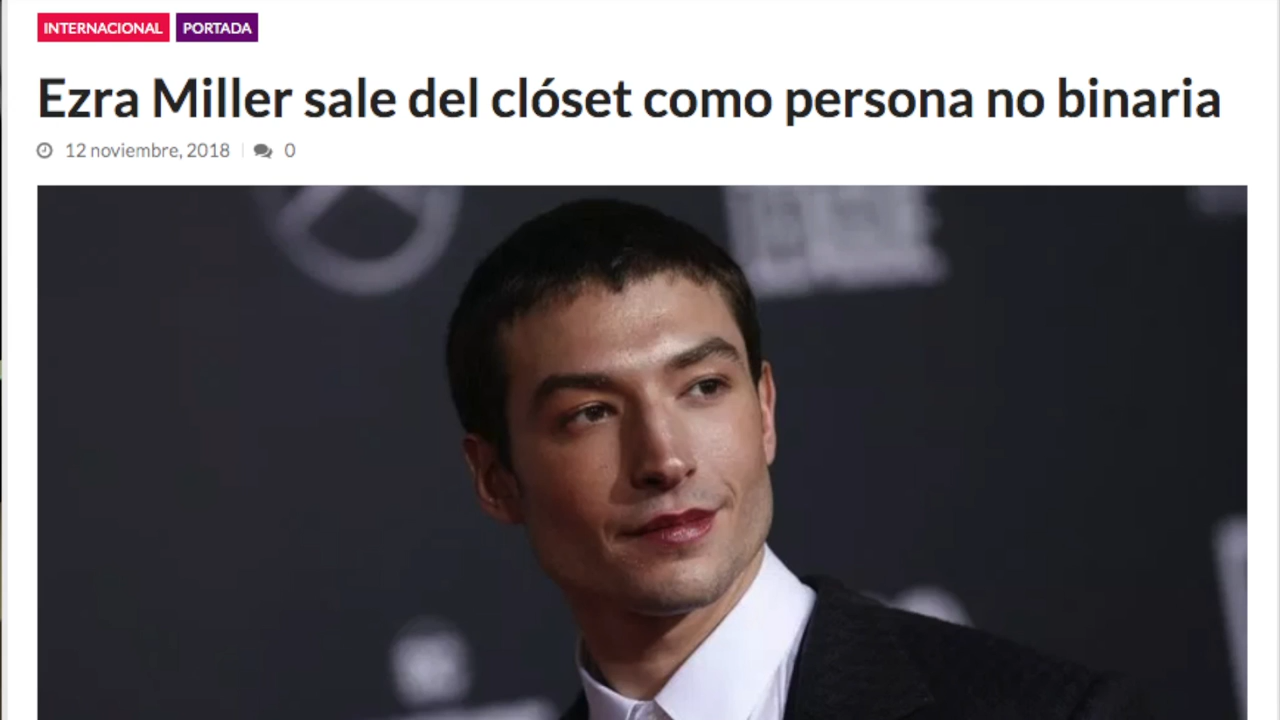 INTERNACIONAL PORTADA
Ezra Miller sale del clóset como persona no binaria
12 noviembre, 2018 0